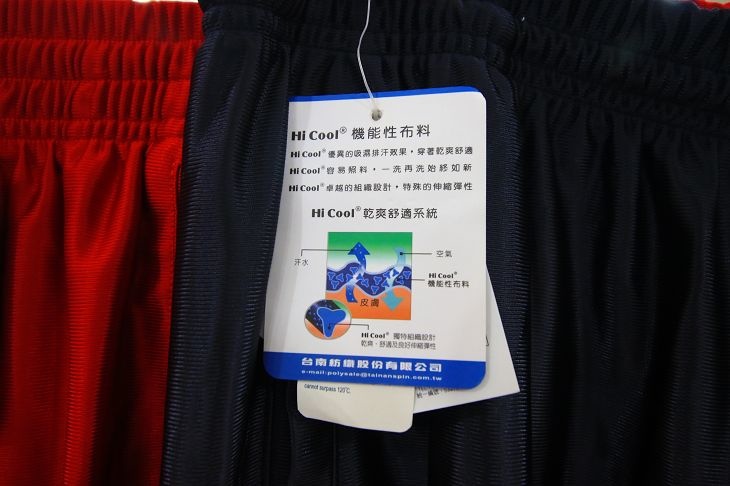 Hi Cool® 機能性布料
Hi Cool® 優異的吸濕排汗效果，穿著乾爽舒適
Hi Cool® 容易照料，一洗再洗始終如新
Hi Cool® 卓越的組織設計，特殊的伸縮彈性
Hi Cool® 乾爽舒適系統
汗水
空氣
Hi Cool®
機能性布料
皮膚
Hi Cool® 獨特組織設計
乾爽、舒適及良好伸縮彈性
台南紡織股份有限公司
e-mail:polysale@tainanspin.com.tw
cannot surpass 120°C.
統一編號: